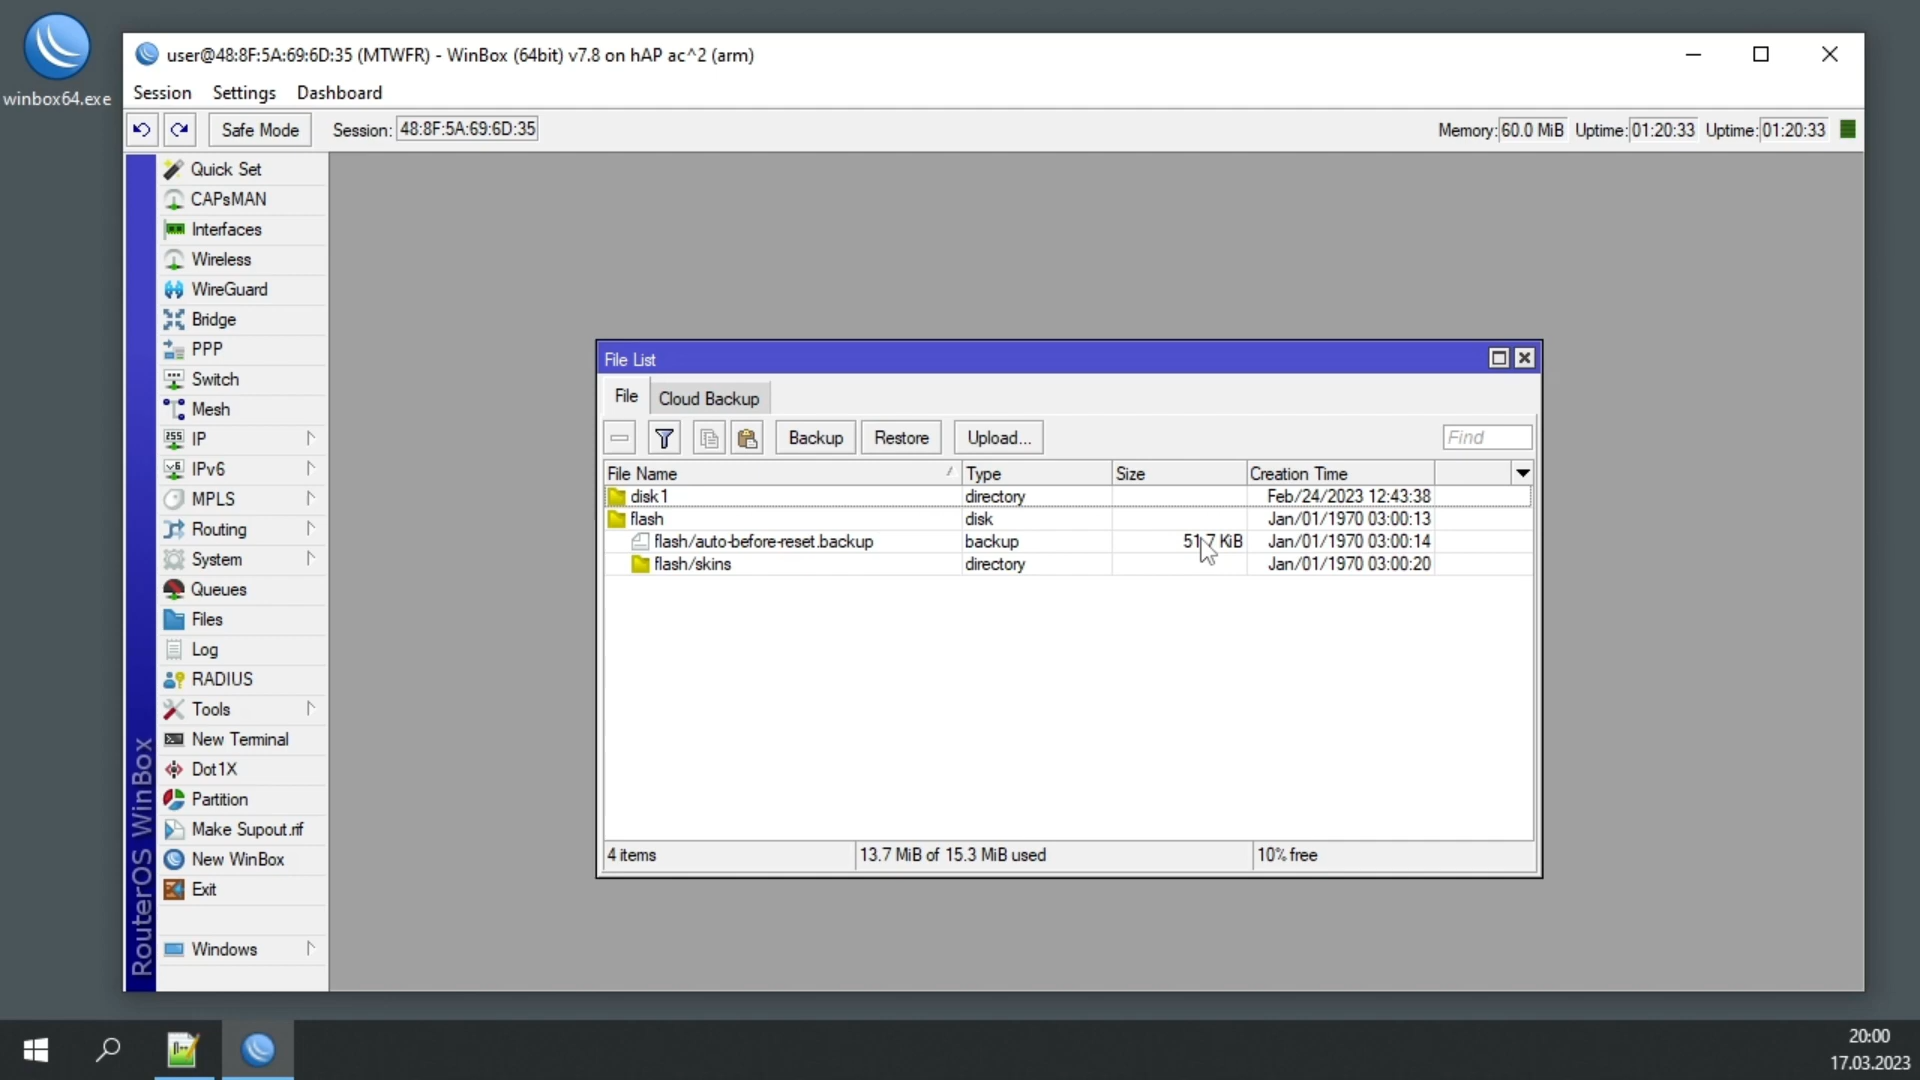 winbox64.exe
user@48:8F:5A:69:6D:35 (MTWFR) - WinBox (64bit) v7.8 on hAP ac^2 (arm)
Session Settings Dashboard
Safe Mode Session: 48:8F:5A:69:6D:35 Memory: 60.0 MiB Uptime: 01:20:33 Uptime: 01:20:33
Quick Set
CAPsMAN
Interfaces
Wireless
WireGuard
Bridge
PPP
Switch
Mesh
255 IP
v6 IPv6
MPLS
Routing
System
Queues
Files
Log
RADIUS
Tools
New Terminal
Dot1X
Partition
Make Supout.rif
New WinBox
Exit
Windows
RouterOS WinBox
File List
File Cloud Backup
Backup Restore Upload... Find
File Name Type Size Creation Time
disk1 directory Feb/24/2023 12:43:38
flash disk Jan/01/1970 03:00:13
flash/auto-before-reset.backup backup 51.7 KiB Jan/01/1970 03:00:14
flash/skins directory Jan/01/1970 03:00:20
4 items 13.7 MiB of 15.3 MiB used 10% free
20:00
17.03.2023